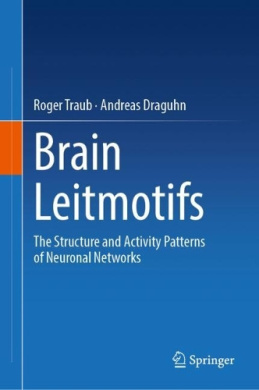 Roger Traub · Andreas Draguhn
Brain
Leitmotifs
The Structure and Activity Patterns
of Neuronal Networks
Springer